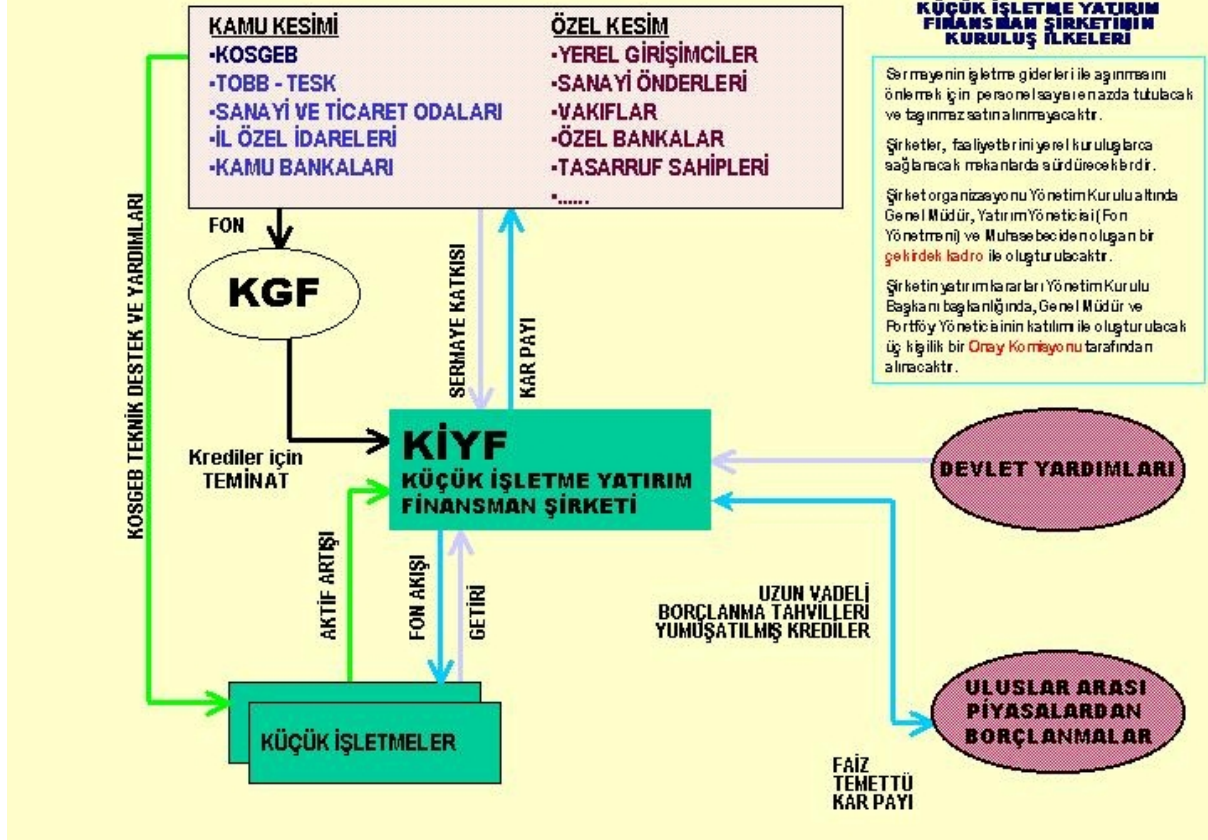 KAMU KESİMİ
•KOSGEB
•TOBB - TESK
•SANAYİ VE TİCARET ODALARI
•İL ÖZEL İDARELERİ
•KAMU BANKALARI
ÖZEL KESİM
•YEREL GİRİŞİMCİLER
•SANAYİ ÖNDERLERİ
•VAKIFLAR
•ÖZEL BANKALAR
•TASARRUF SAHİPLERİ
•......
KÜÇÜK İŞLETME YATIRIM
FİNANSMAN ŞİRKETİNİN
KURULUŞ İLKELERİ
Sermayenin işletme giderleri ile aşınmasını
önlemek için personel sayısı en azda tutulacak
ve taşınmaz satın alınmayacaktır.
Şirketler, faaliyetlerini yerel kuruluşlarca
sağlanacak mekanlarda sürdüreceklerdir.
Şirket organizasyonu Yönetim Kurulu altında
Genel Müdür, Yatırım Yöneticisi (Fon
Yönetmeni) ve Muhasebeciden oluşan bir
çekirdek kadro ile oluşturulacaktır.
Şirketin yatırım kararları Yönetim Kurulu
Başkanı başkanlığında, Genel Müdür ve
Portföy Yöneticisinin katılımı ile oluşturulacak
üç kişilik bir Onay Komisyonu tarafından
alınacaktır.
FON
KGF
KOSGEB TEKNİK DESTEK VE YARDIMLARI
SERMAYE KATKISI
KAR PAYI
Krediler için
TEMİNAT
KİYF
KÜÇÜK İŞLETME YATIRIM
FİNANSMAN ŞİRKETİ
DEVLET YARDIMLARI
AKTİF ARTIŞI
FON AKIŞI
GETİRİ
UZUN VADELİ
BORÇLANMA TAHVİLLERİ
YUMUŞATILMIŞ KREDİLER
ULUSLAR ARASI
PİYASALARDAN
BORÇLANMALAR
KÜÇÜK İŞLETMELER
FAİZ
TEMETTÜ
KAR PAYI